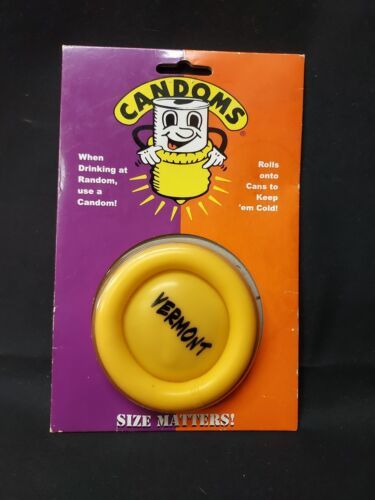 CANDOMS
®
When
Drinking at
Random,
use a
Candom!
Rolls
onto
Cans to
Keep
'em Cold!
VERMONT
SIZE MATTERS!